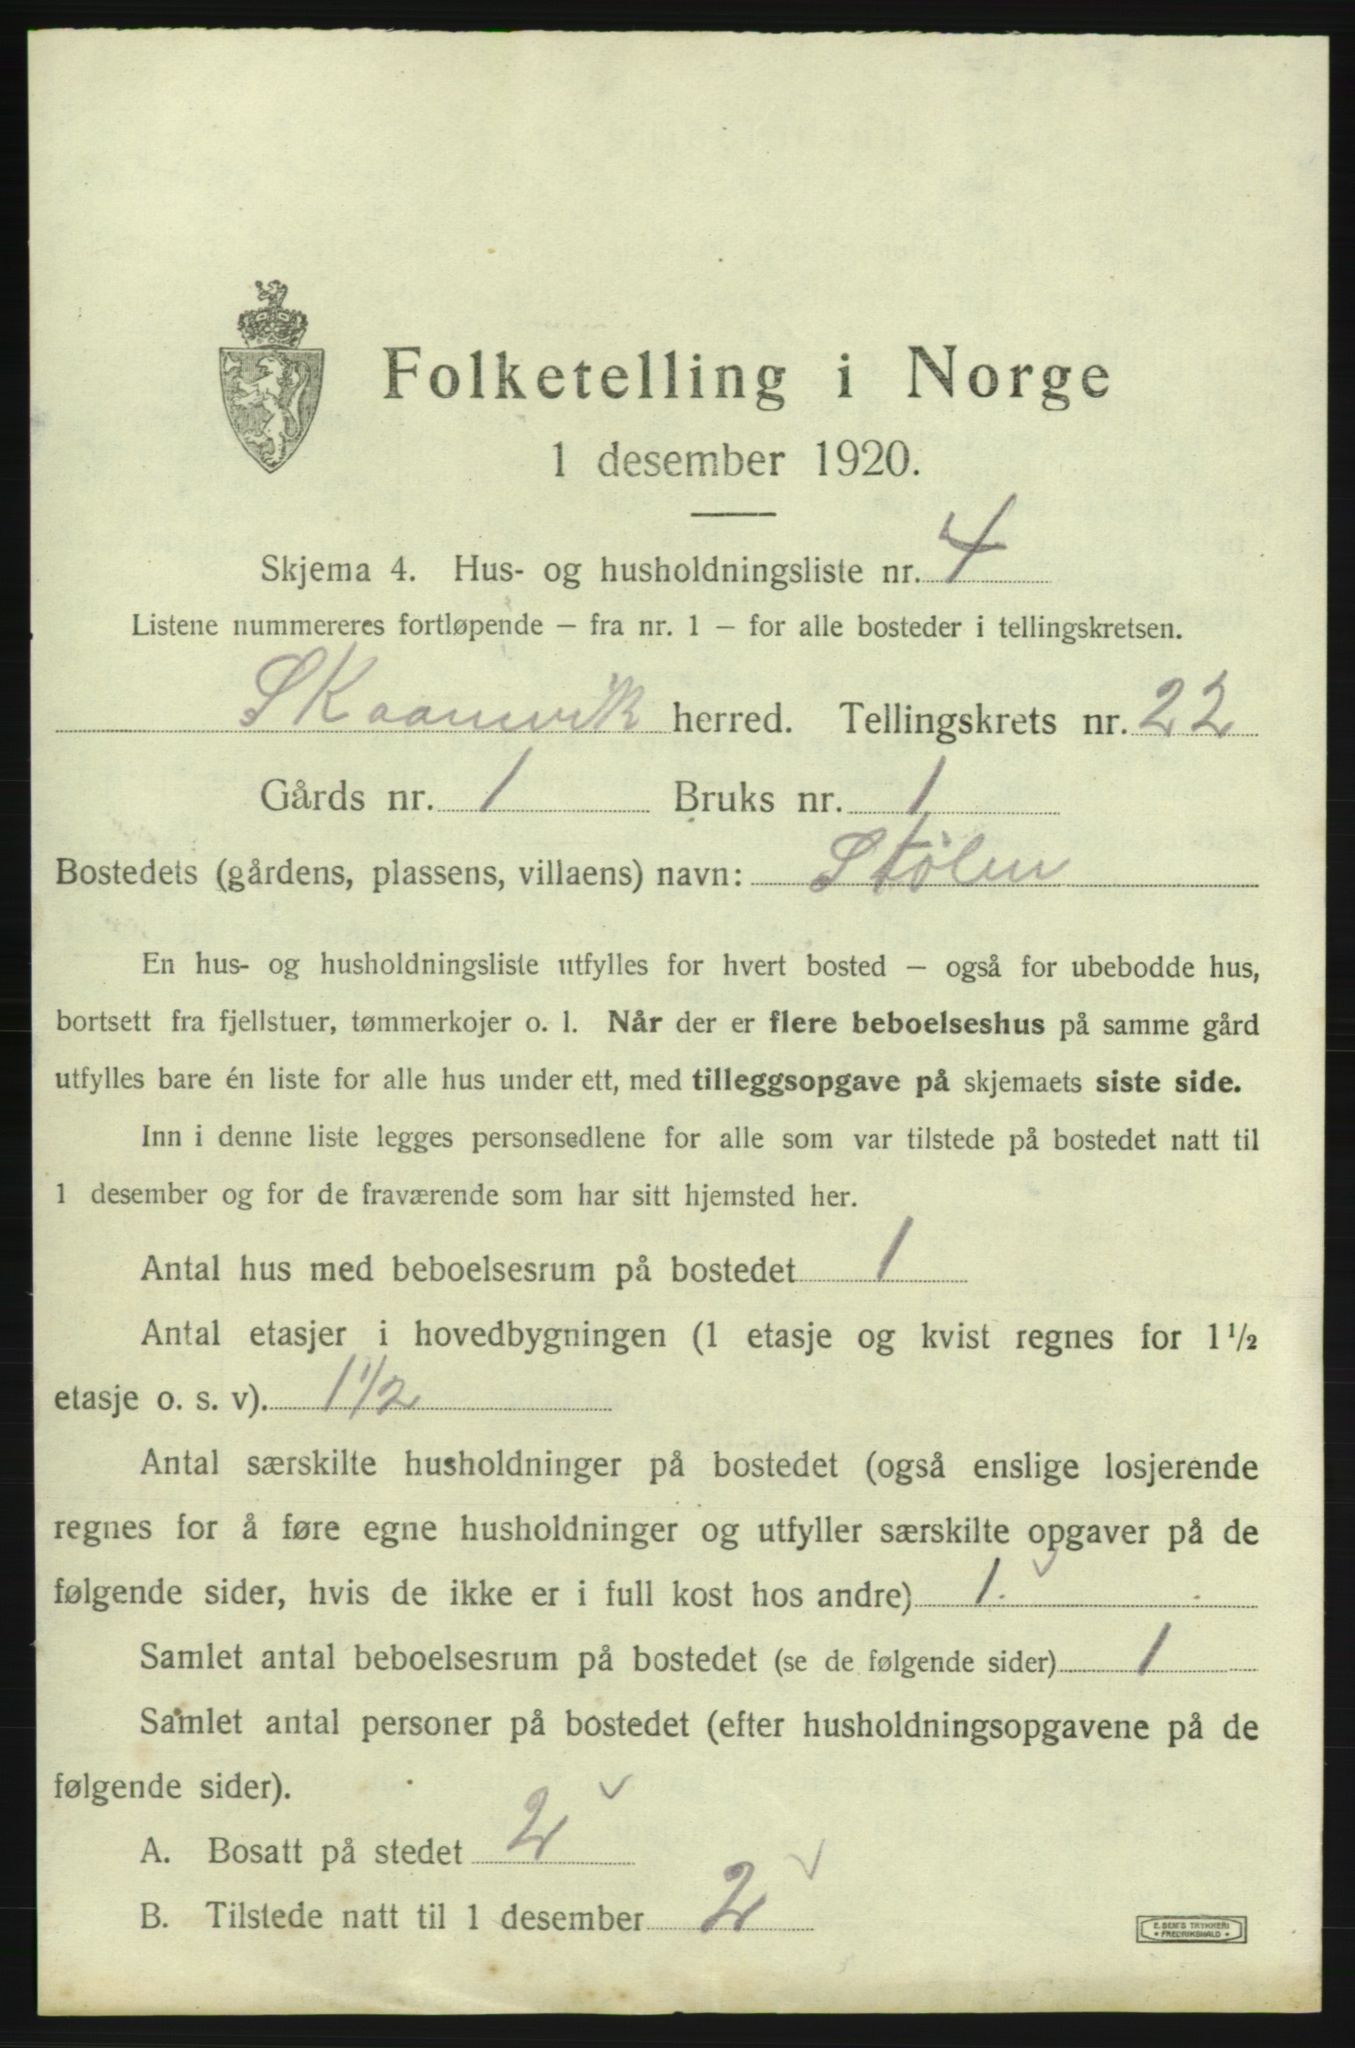 Folketelling i Norge
1 desember 1920.
Skjema 4. Hus- og husholdningsliste nr. 4
Listene nummereres fortløpende – fra nr. 1 – for alle bosteder i tellingskretsen.
Skaanevik herred. Tellingskrets nr. 22
Gårds nr. 1 Bruks nr. 1
Bostedets (gårdens, plassens, villaens) navn: Stølen
En hus- og husholdningsliste utfylles for hvert bosted – også for ubebodde hus,
bortsett fra fjellstuer, tømmerkojer o. l. Når der er flere beboelseshus på samme gård
utfylles bare én liste for alle hus under ett, med tilleggsopgave på skjemaets siste side.
Inn i denne liste legges personsedlene for alle som var tilstede på bostedet natt til
1 desember og for de fraværende som har sitt hjemsted her.
Antal hus med beboelsesrum på bostedet 1
Antal etasjer i hovedbygningen (1 etasje og kvist regnes for 1 1/2
etasje o. s. v). 1 1/2
Antal særskilte husholdninger på bostedet (også enslige losjerende
regnes for å føre egne husholdninger og utfyller særskilte opgaver på de
følgende sider, hvis de ikke er i full kost hos andre) 1.
Samlet antal beboelsesrum på bostedet (se de følgende sider) 1
Samlet antal personer på bostedet (efter husholdningsopgavene på de
følgende sider).
A. Bosatt på stedet 2
B. Tilstede natt til 1 desember 2
E. SEM'S TRYKKERI
• FREDRIKSHALD •